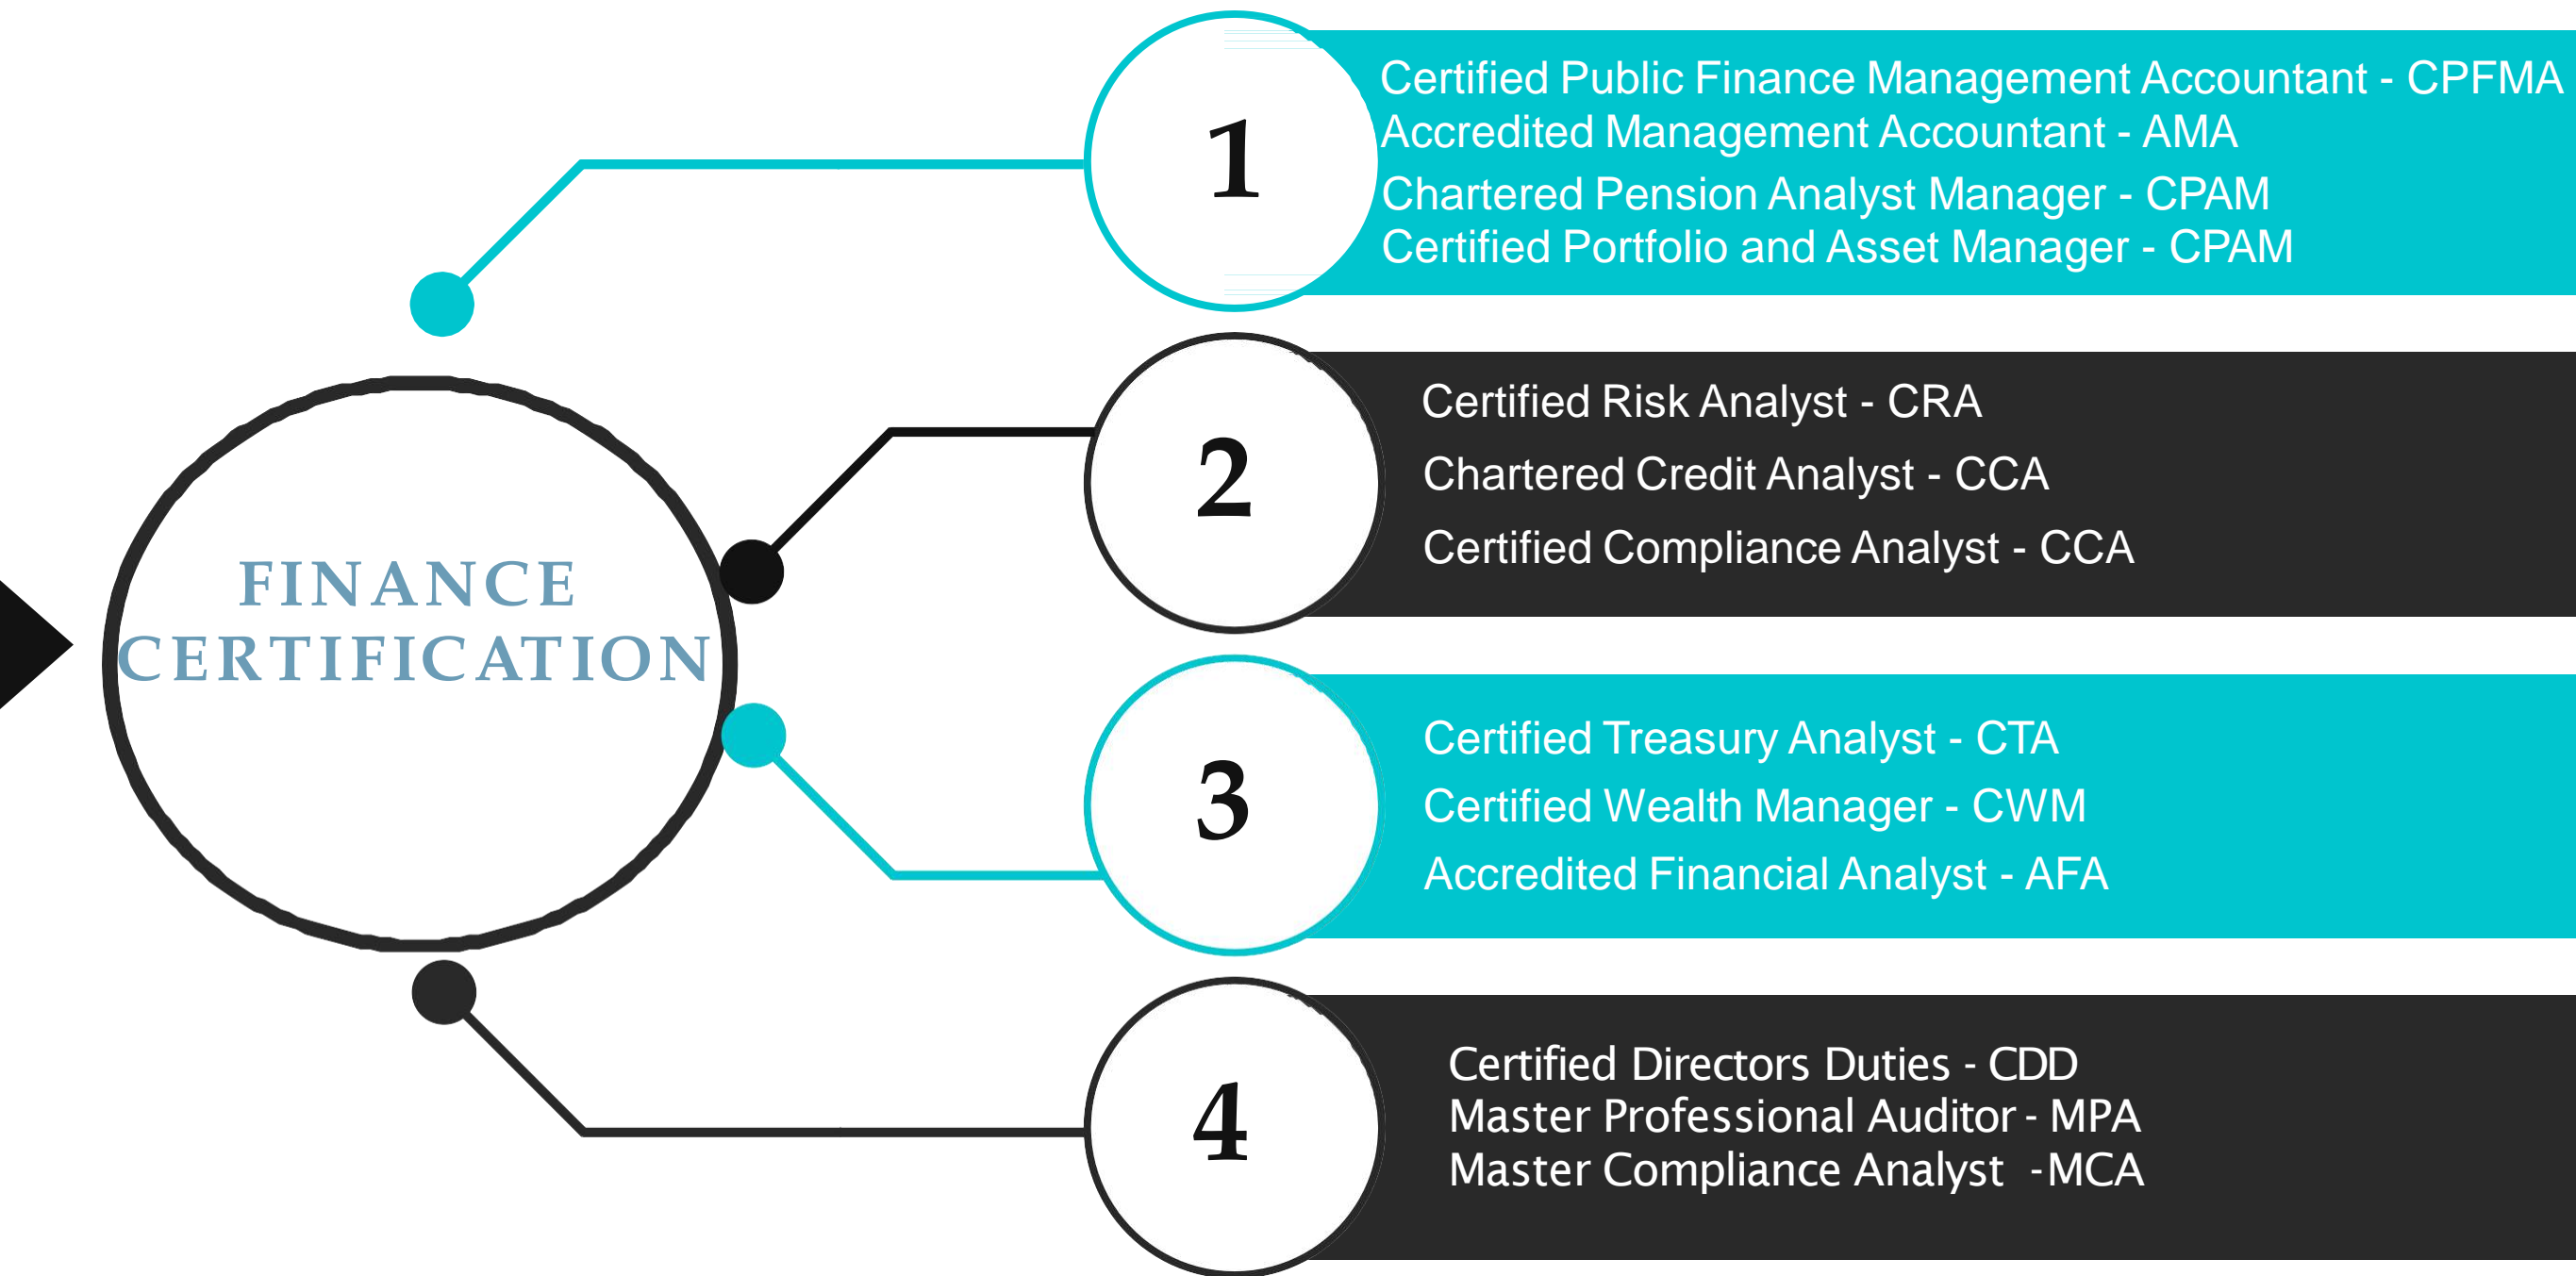 FINANCE
CERTIFICATION
1
Certified Public Finance Management Accountant - CPFMA
Accredited Management Accountant - AMA
Chartered Pension Analyst Manager - CPAM
Certified Portfolio and Asset Manager - CPAM
2
Certified Risk Analyst - CRA
Chartered Credit Analyst - CCA
Certified Compliance Analyst - CCA
3
Certified Treasury Analyst - CTA
Certified Wealth Manager - CWM
Accredited Financial Analyst - AFA
4
Certified Directors Duties - CDD
Master Professional Auditor - MPA
Master Compliance Analyst -MCA